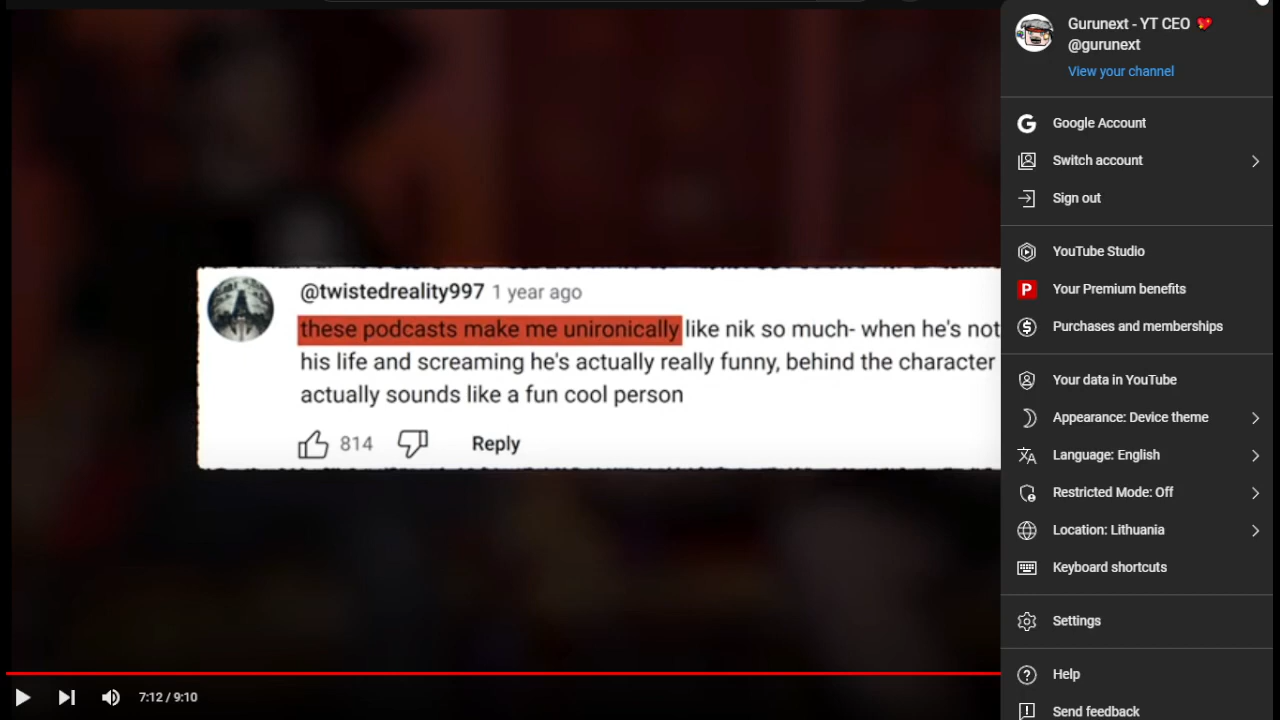 @twistedreality997 1 year ago
these podcasts make me unironically like nik so much- when he's not
his life and screaming he's actually really funny, behind the character
actually sounds like a fun cool person
814
Reply
7:12 / 9:10
Gurunext - YT CEO 💖
@gurunext
View your channel
Google Account
Switch account
Sign out
YouTube Studio
Your Premium benefits
Purchases and memberships
Your data in YouTube
Appearance: Device theme
Language: English
Restricted Mode: Off
Location: Lithuania
Keyboard shortcuts
Settings
Help
Send feedback